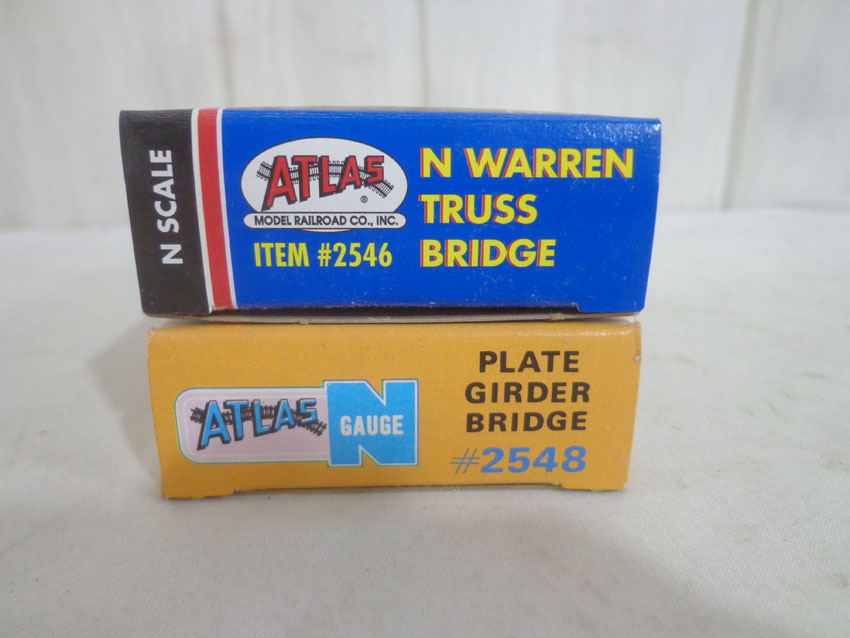 N SCALE
ATLAS
®
MODEL RAILROAD CO., INC.
ITEM #2546
N WARREN
TRUSS
BRIDGE
ATLAS
N
GAUGE
PLATE
GIRDER
BRIDGE
#2548